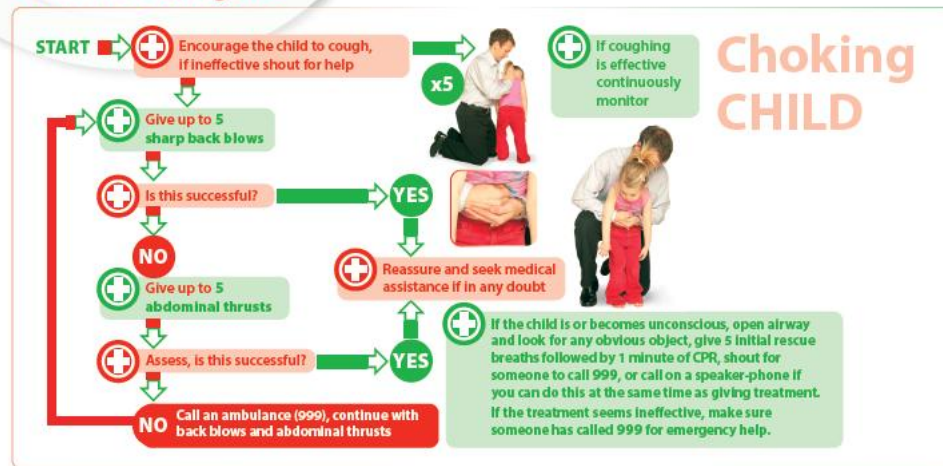 START
Encourage the child to cough,
if ineffective shout for help
x5
If coughing
is effective
continuously
monitor
Choking
CHILD
Give up to 5
sharp back blows
Is this successful?
YES
NO
Reassure and seek medical
assistance if in any doubt
Give up to 5
abdominal thrusts
Assess, is this successful?
YES
NO
Call an ambulance (999), continue with
back blows and abdominal thrusts
If the child is or becomes unconscious, open airway
and look for any obvious object, give 5 initial rescue
breaths followed by 1 minute of CPR, shout for
someone to call 999, or call on a speaker-phone if
you can do this at the same time as giving treatment.
If the treatment seems ineffective, make sure
someone has called 999 for emergency help.